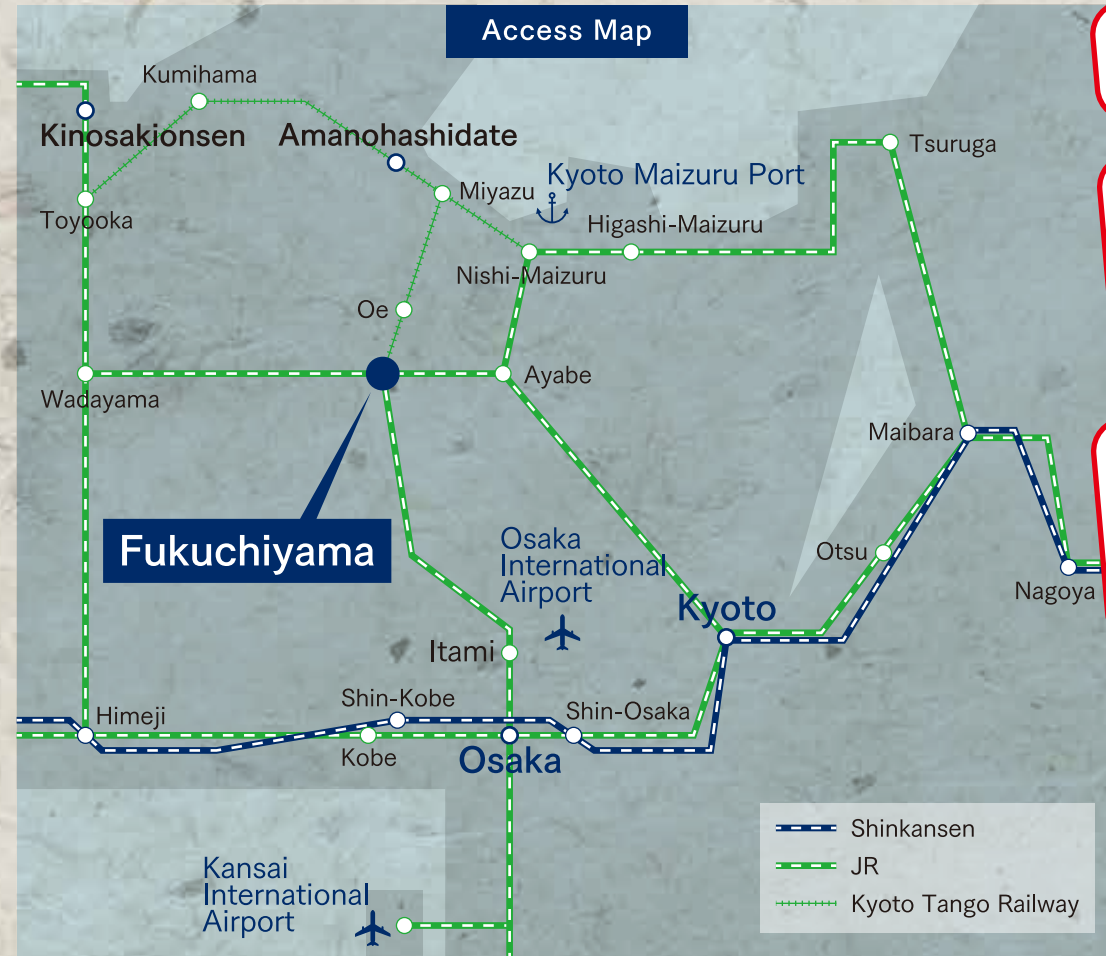 Access Map
Kumihama
Kinosakionsen
Amanohashidate
Tsuruga
Kyoto Maizuru Port
Miyazu
Toyooka
Higashi-Maizuru
Nishi-Maizuru
Oe
Wadayama
Ayabe
Maibara
Fukuchiyama
Osaka
International
Airport
Otsu
Nagoya
Kyoto
Itami
Shin-Kobe
Himeji
Shin-Osaka
Kobe
Osaka
Shinkansen
JR
Kyoto Tango Railway
Kansai
International
Airport